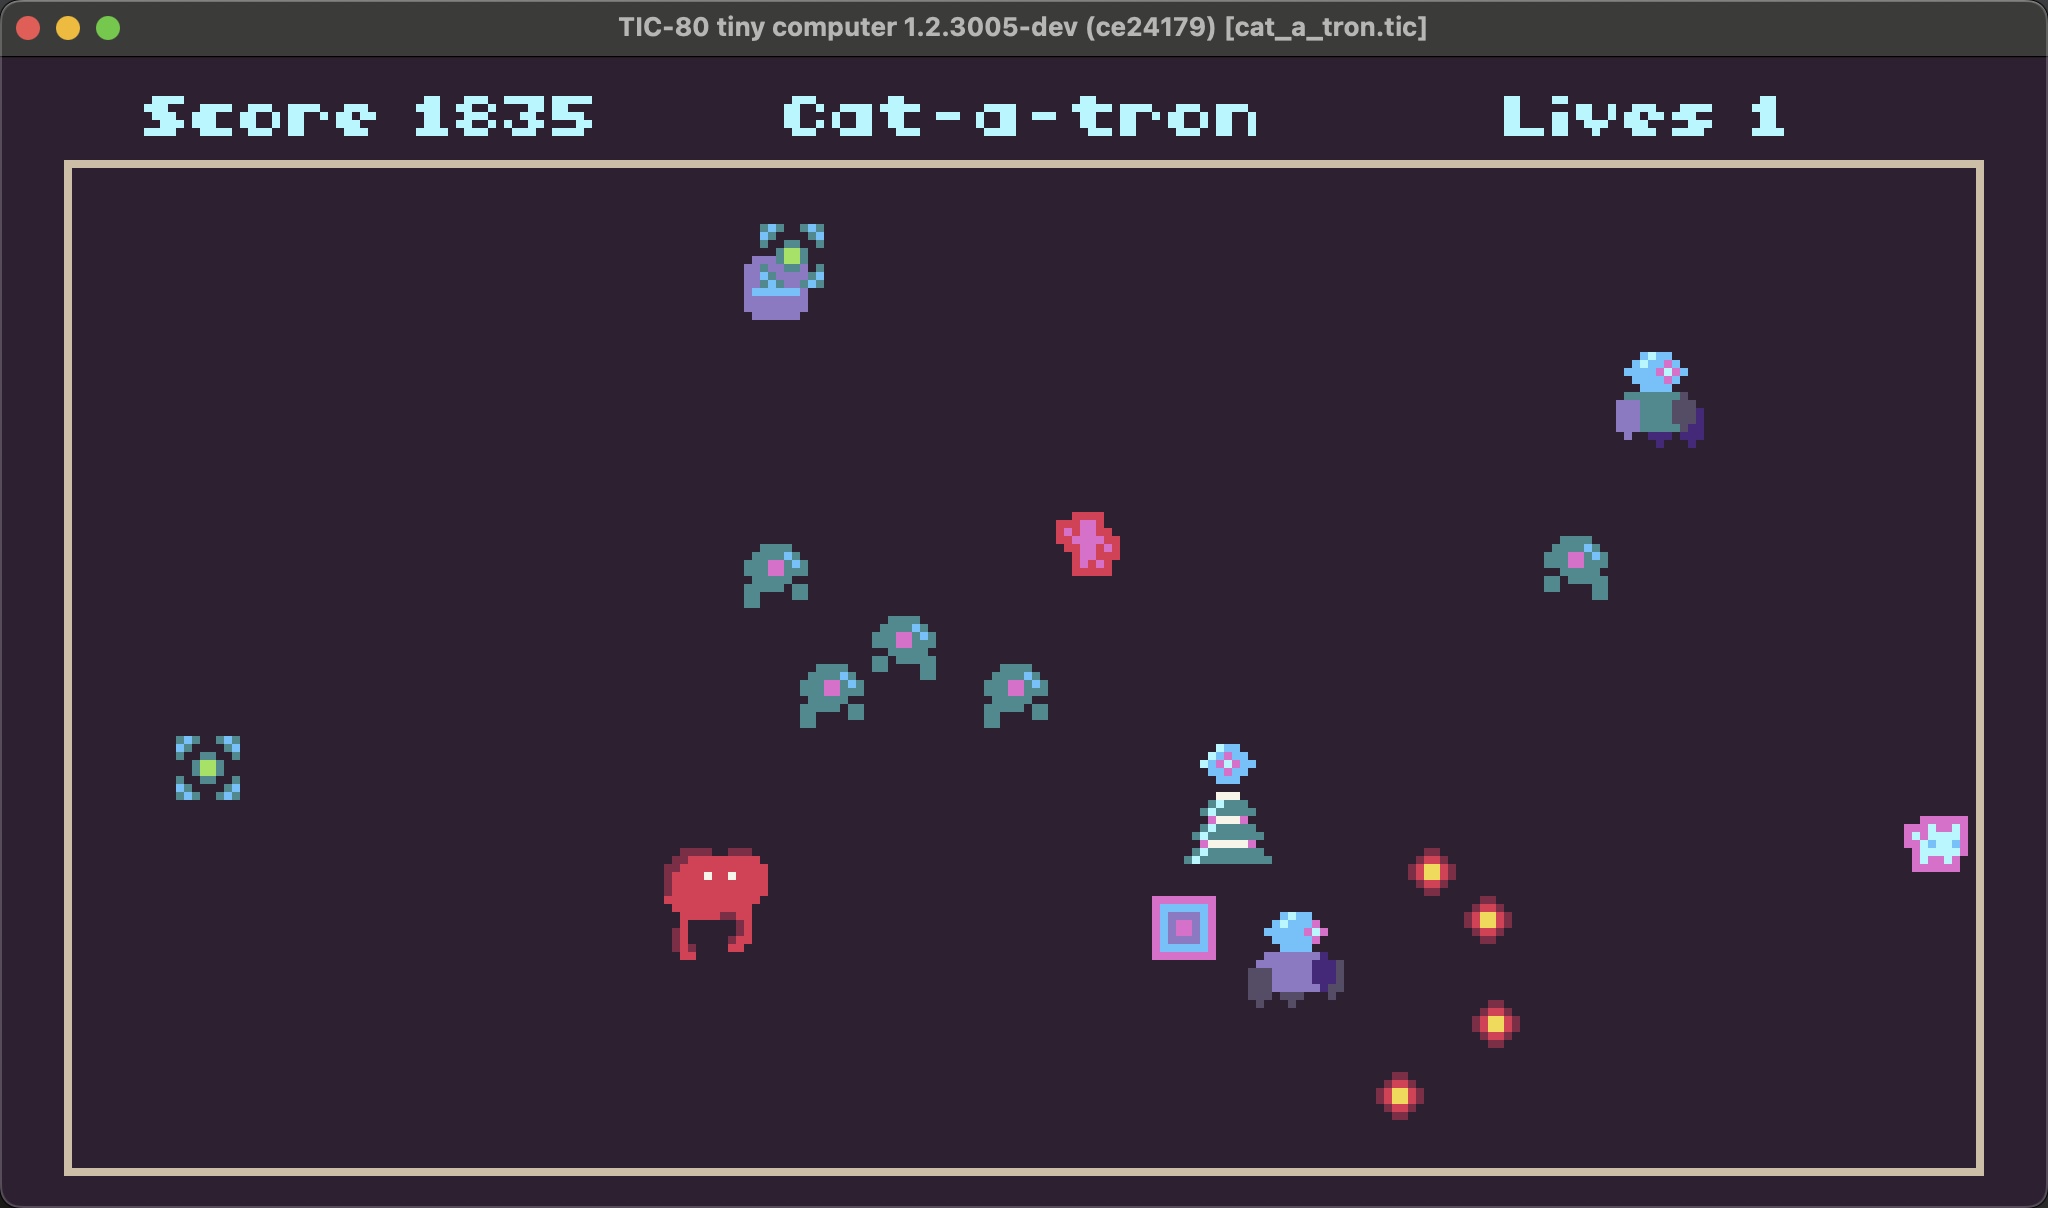 TIC-80 tiny computer 1.2.3005-dev (ce24179) [cat_a_tron.tic]
Score 1835 Cat-a-tron Lives 1